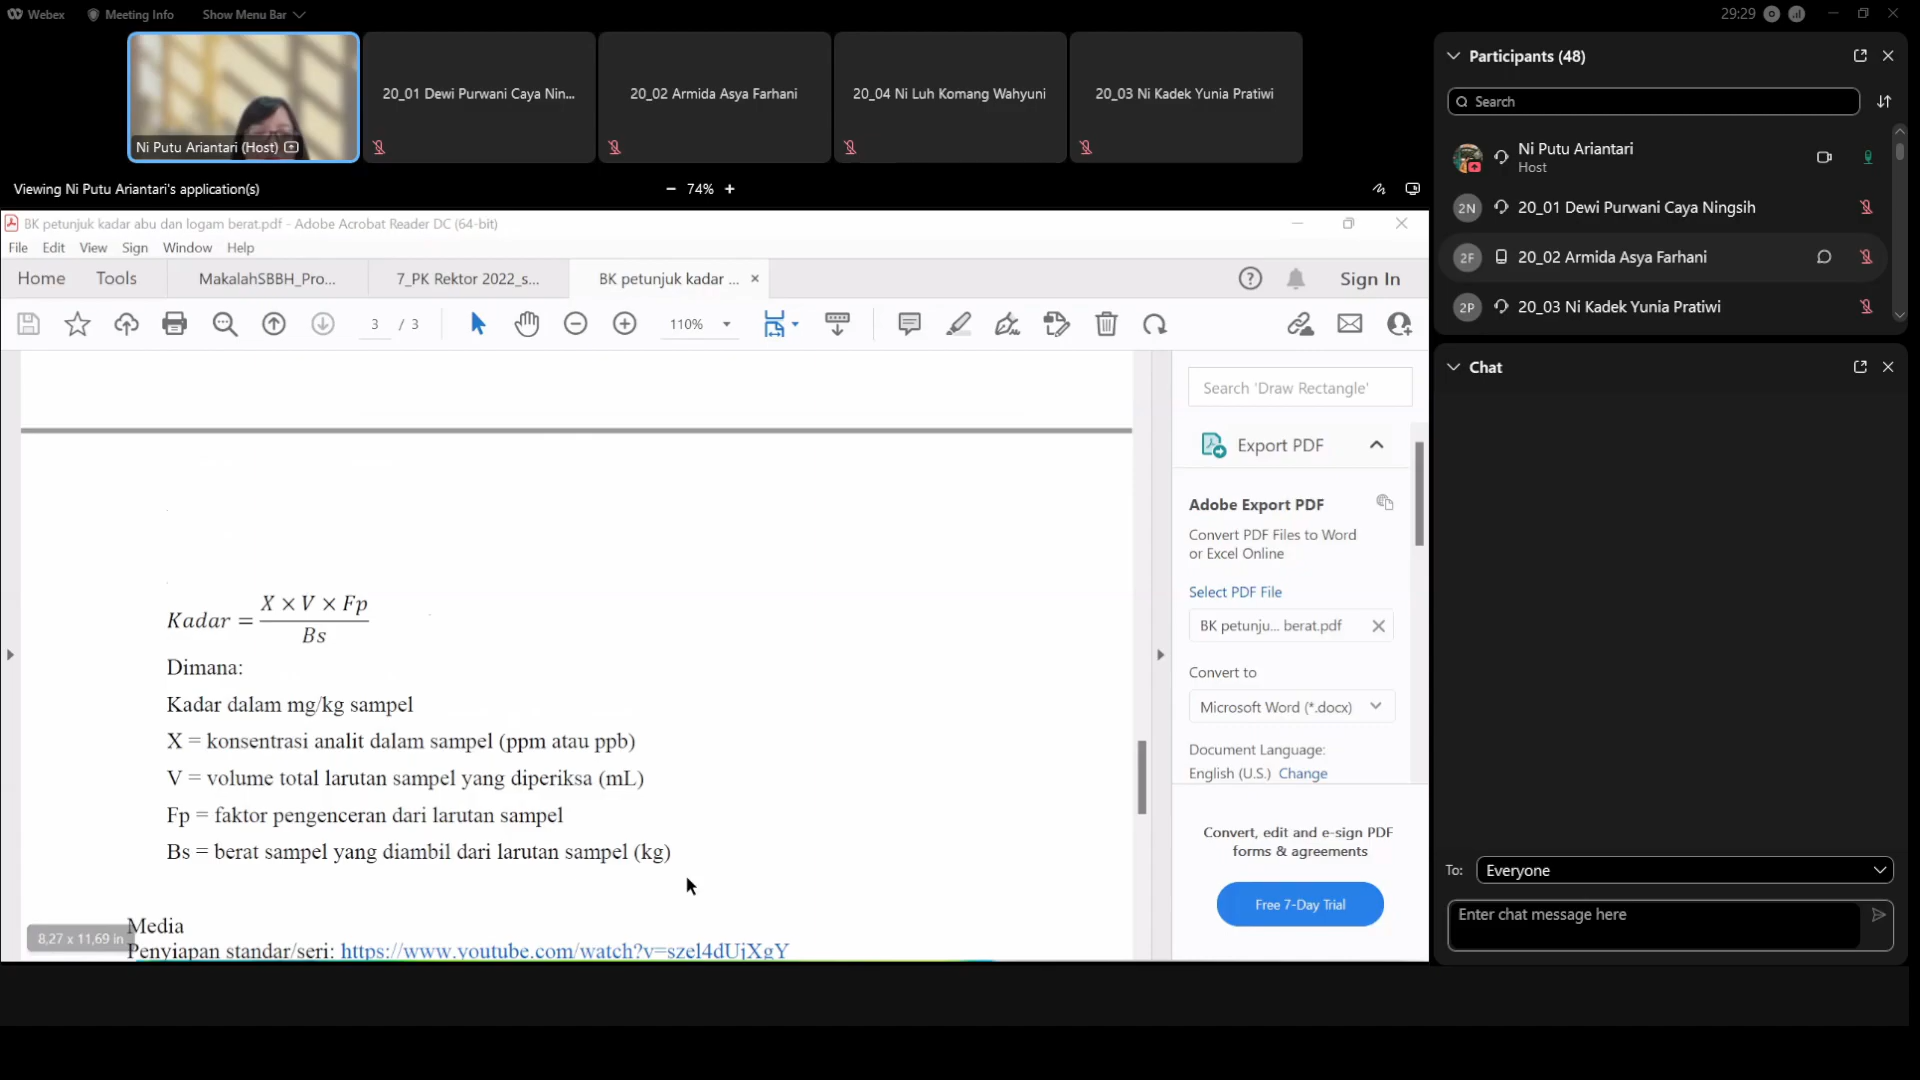 Webex
Meeting Info
Show Menu Bar
29:29
Ni Putu Ariantari (Host)
20_01 Dewi Purwani Caya Nin...
20_02 Armida Asya Farhani
20_04 Ni Luh Komang Wahyuni
20_03 Ni Kadek Yunia Pratiwi
Viewing Ni Putu Ariantari's application(s)
74%
BK petunjuk kadar abu dan logam berat.pdf - Adobe Acrobat Reader DC (64-bit)
File Edit View Sign Window Help
Home Tools MakalahSBBH_Pro... 7_PK Rektor 2022_s... BK petunjuk kadar ... Sign In
3 / 3 110%
Kadar = X × V × Fp
Bs
Dimana:
Kadar dalam mg/kg sampel
X = konsentrasi analit dalam sampel (ppm atau ppb)
V = volume total larutan sampel yang diperiksa (mL)
Fp = faktor pengenceran dari larutan sampel
Bs = berat sampel yang diambil dari larutan sampel (kg)
Media
8,27 x 11,69 in
Penyiapan standar/seri: https://www.youtube.com/watch?v=szel4dUjXgY
Search 'Draw Rectangle'
Export PDF
Adobe Export PDF
Convert PDF Files to Word
or Excel Online
Select PDF File
BK petunju... berat.pdf
Convert to
Microsoft Word (*.docx)
Document Language:
English (U.S.) Change
Convert, edit and e-sign PDF
forms & agreements
Free 7-Day Trial
Participants (48)
Search
Ni Putu Ariantari
Host
2N 20_01 Dewi Purwani Caya Ningsih
2F 20_02 Armida Asya Farhani
2P 20_03 Ni Kadek Yunia Pratiwi
Chat
To: Everyone
Enter chat message here